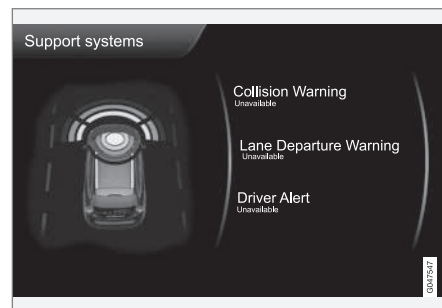 Support systems
Collision Warning
Unavailable
Lane Departure Warning
Unavailable
Driver Alert
Unavailable
G047547